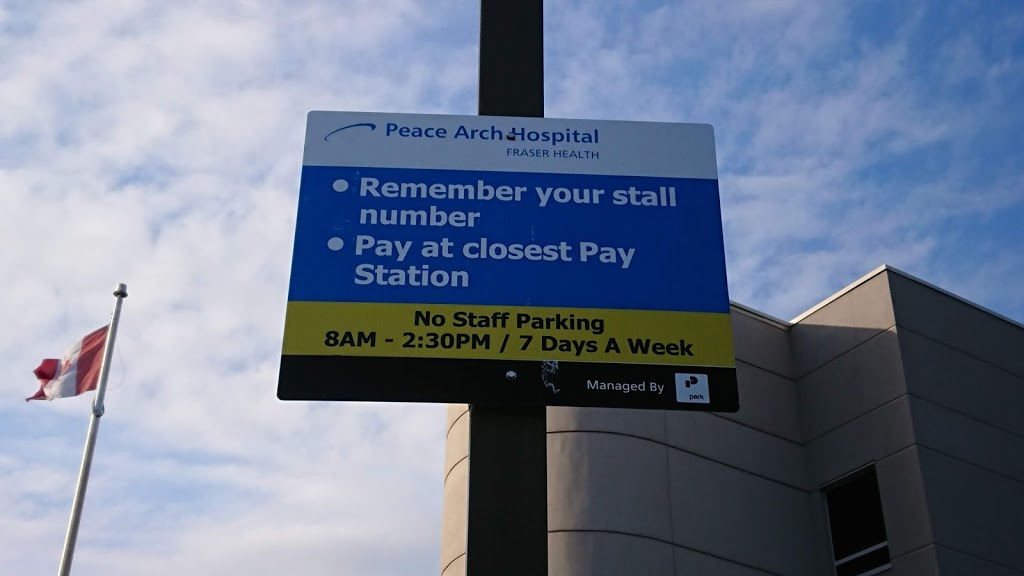 Peace Arch Hospital
FRASER HEALTH
• Remember your stall
number
• Pay at closest Pay
Station
No Staff Parking
8AM - 2:30PM / 7 Days A Week
Managed By
P
park